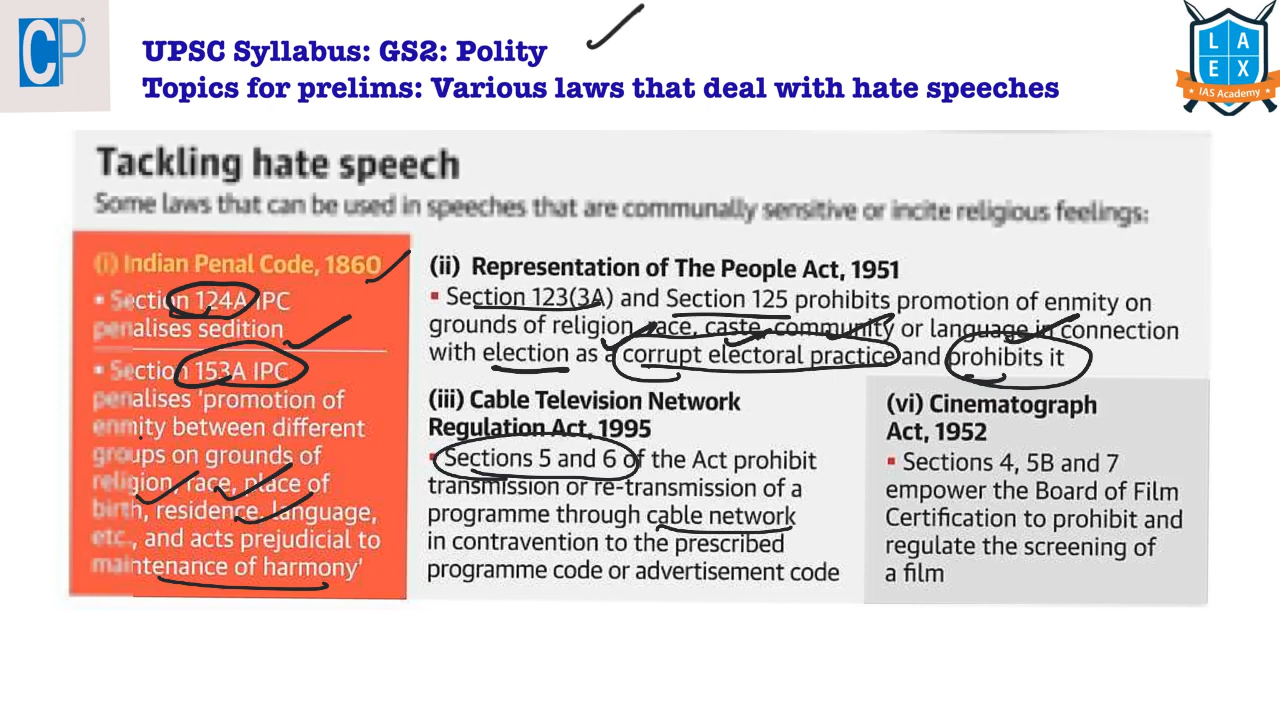 CP
UPSC Syllabus: GS2: Polity
Topics for prelims: Various laws that deal with hate speeches
L A
E X
IAS Academy
Tackling hate speech
Some laws that can be used in speeches that are communally sensitive or incite religious feelings:
(i) Indian Penal Code, 1860
▪ Section 124A IPC
penalises sedition
▪ Section 153A IPC
penalises ‘promotion of
enmity between different
groups on grounds of
religion, race, place of
birth, residence, language,
etc., and acts prejudicial to
maintenance of harmony’
(ii) Representation of The People Act, 1951
▪ Section 123(3A) and Section 125 prohibits promotion of enmity on
grounds of religion, race, caste, community or language in connection
with election as a corrupt electoral practice and prohibits it
(iii) Cable Television Network
Regulation Act, 1995
▪ Sections 5 and 6 of the Act prohibit
transmission or re-transmission of a
programme through cable network
in contravention to the prescribed
programme code or advertisement code
(vi) Cinematograph
Act, 1952
▪ Sections 4, 5B and 7
empower the Board of Film
Certification to prohibit and
regulate the screening of
a film